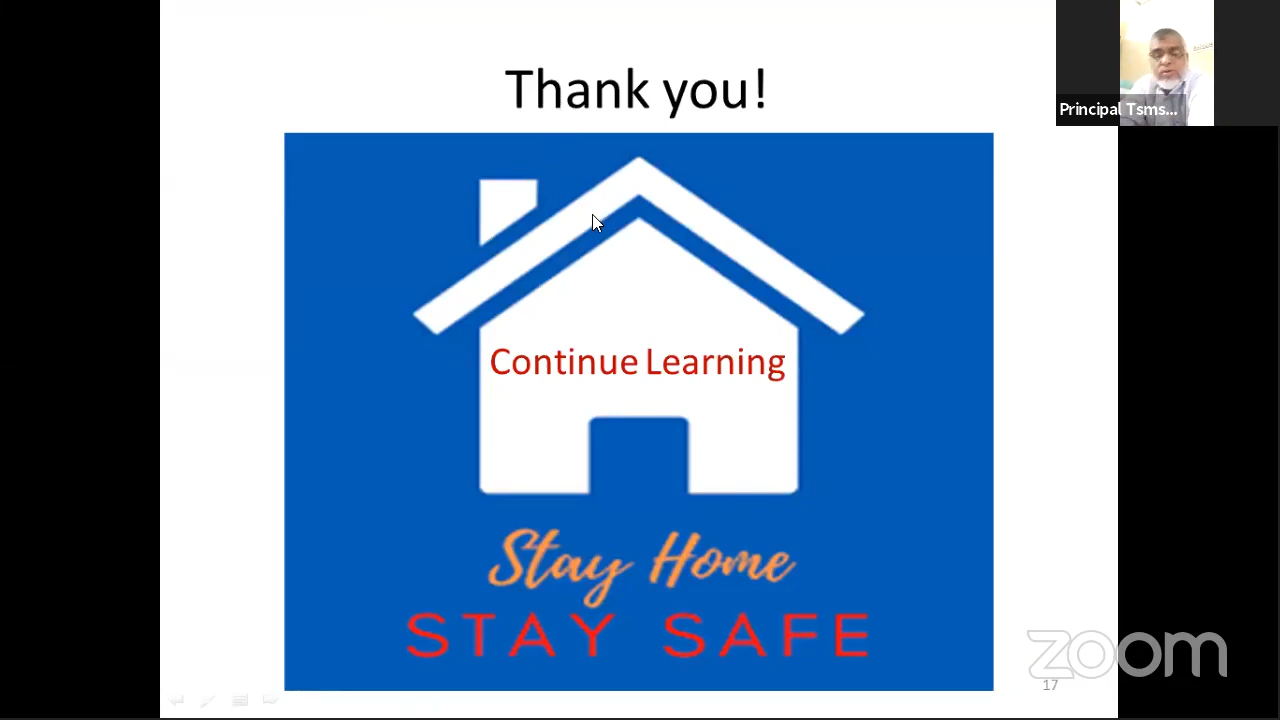 Thank you!
Principal Tsms...
Continue Learning
Stay Home
STAY SAFE
zoom
17